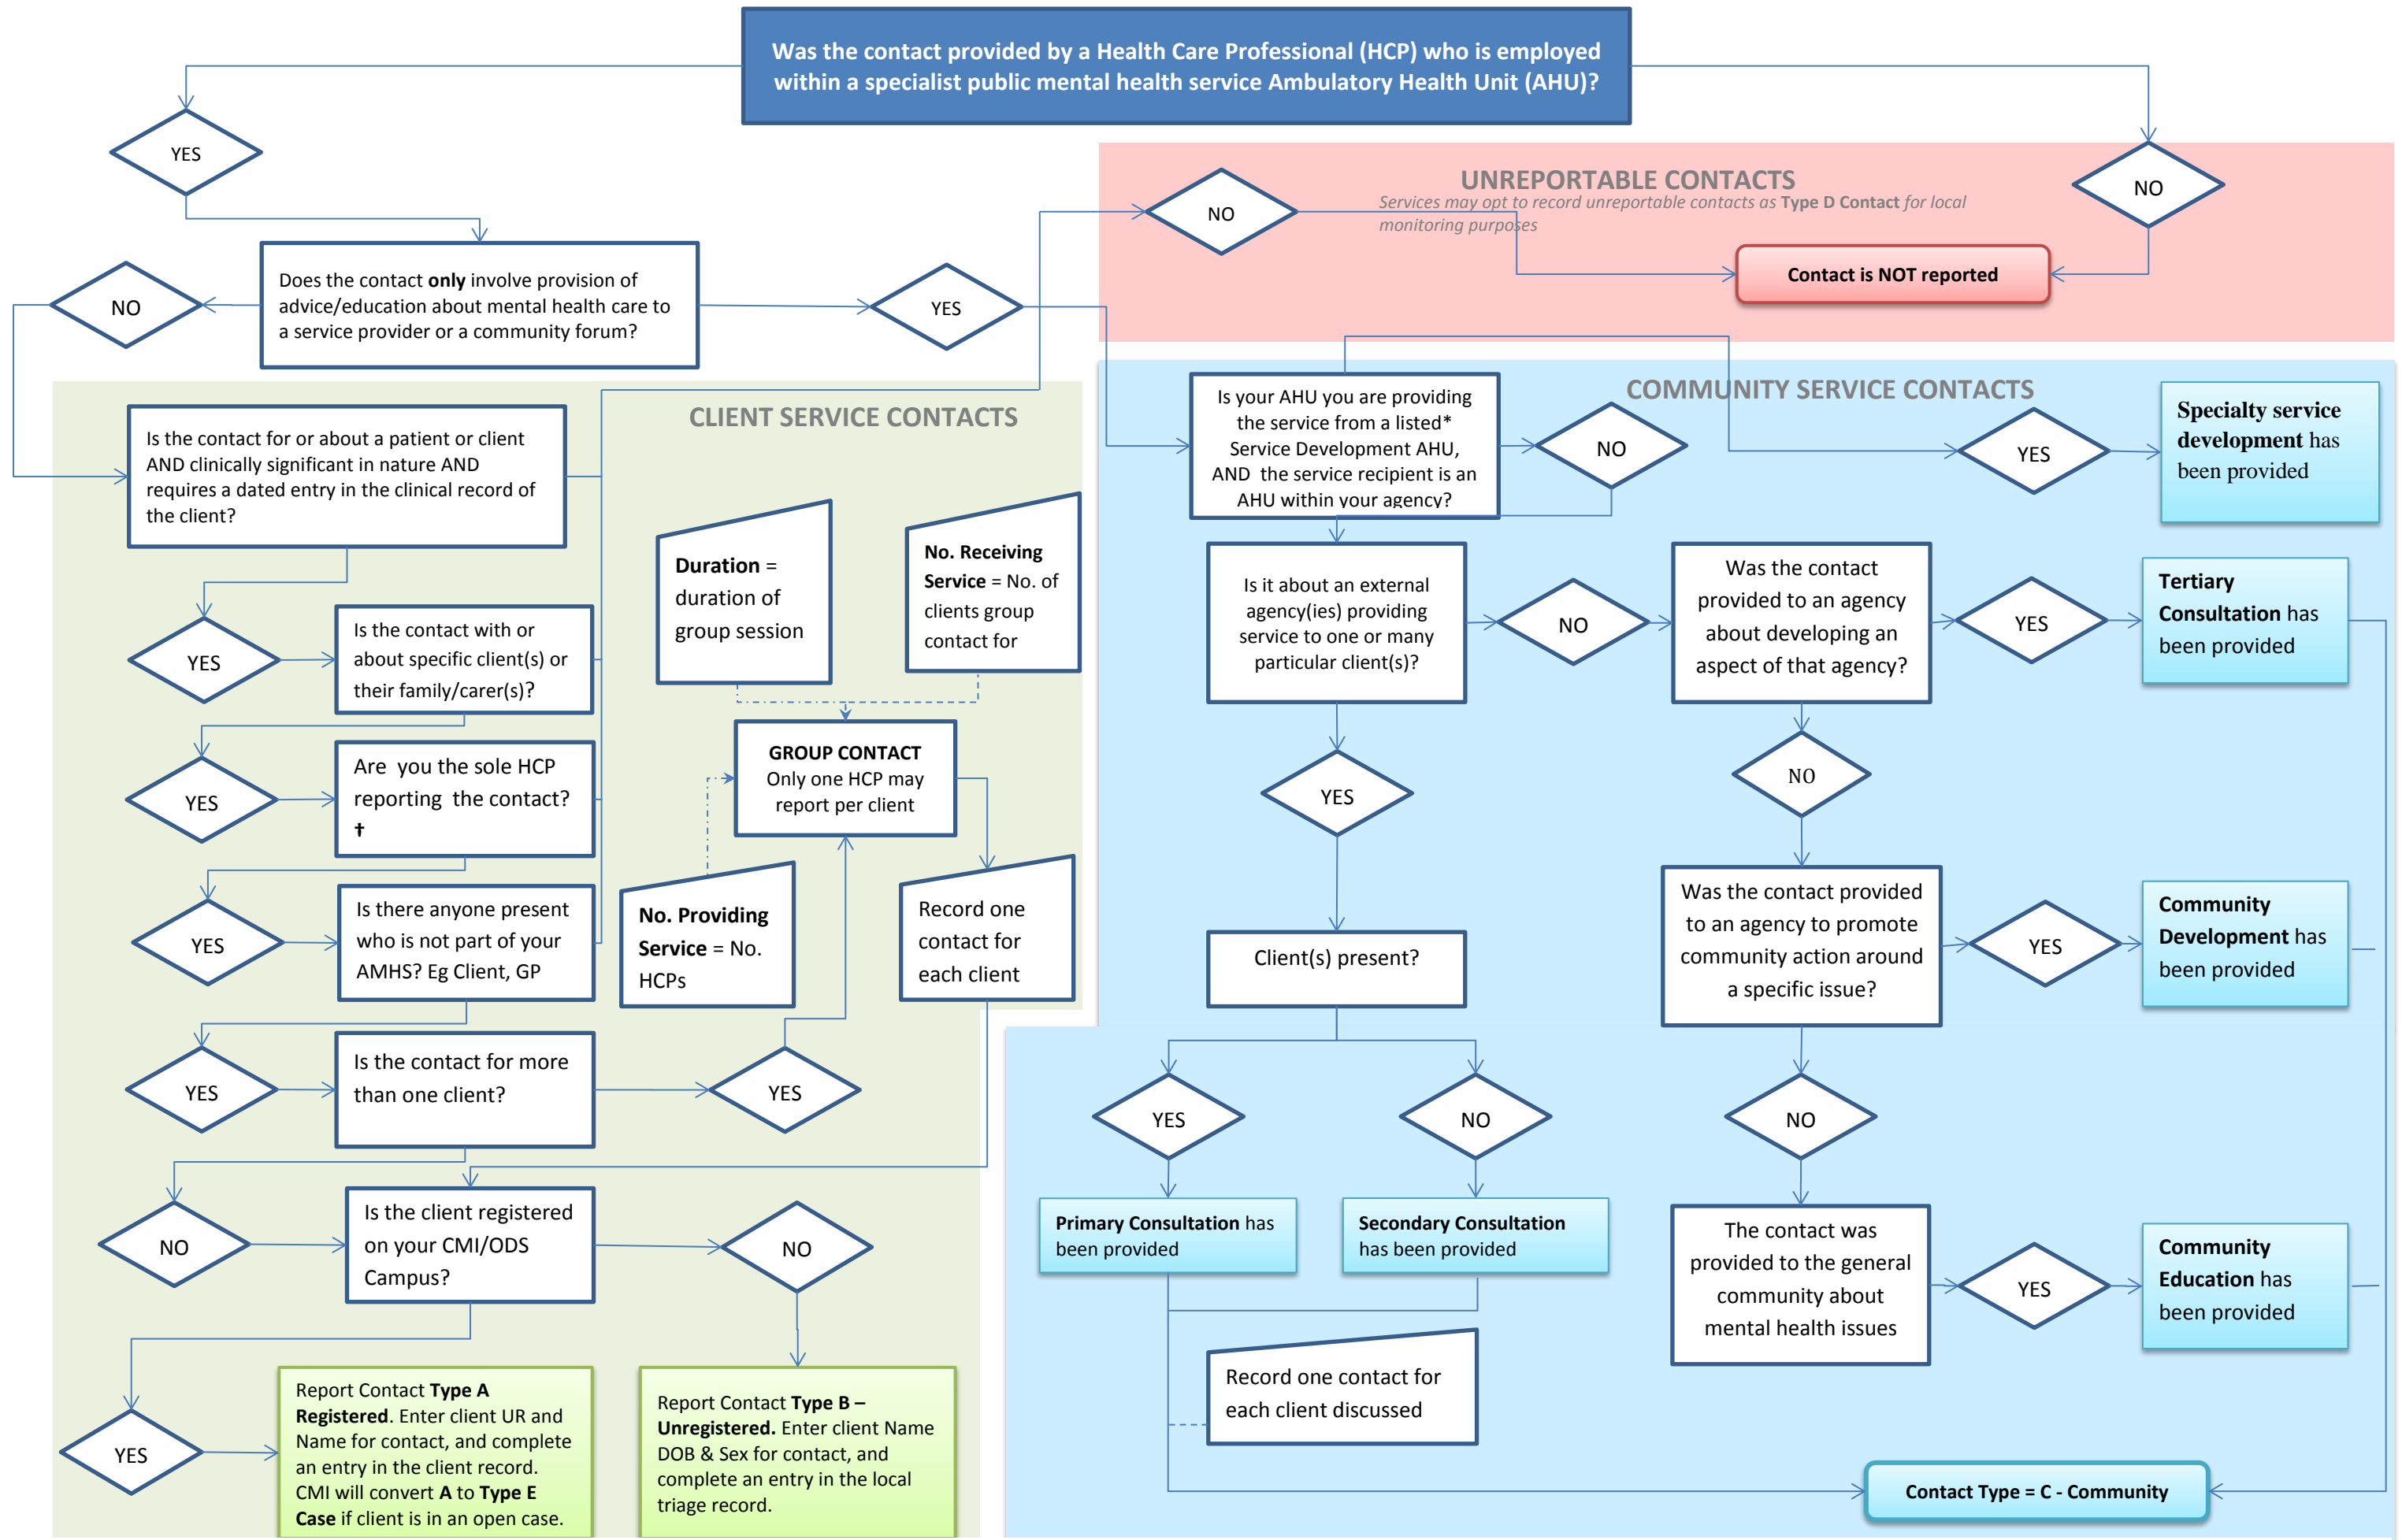 Was the contact provided by a Health Care Professional (HCP) who is employed
within a specialist public mental health service Ambulatory Health Unit (AHU)?
YES
NO
UNREPORTABLE CONTACTS
Services may opt to record unreportable contacts as Type D Contact for local
monitoring purposes
NO
Contact is NOT reported
Does the contact only involve provision of
advice/education about mental health care to
a service provider or a community forum?
NO
YES
CLIENT SERVICE CONTACTS
Is the contact for or about a patient or client
AND clinically significant in nature AND
requires a dated entry in the clinical record of
the client?
YES
Is the contact with or
about specific client(s) or
their family/carer(s)?
YES
Are  you the sole HCP
reporting  the contact?
†
YES
Is there anyone present
who is not part of your
AMHS? Eg Client, GP
YES
Is the contact for more
than one client?
YES
Duration =
duration of
group session
No. Receiving
Service = No. of
clients group
contact for
GROUP CONTACT
Only one HCP may
report per client
No. Providing
Service = No.
HCPs
Record one
contact for
each client
NO
Is the client registered
on your CMI/ODS
Campus?
NO
YES
Report Contact Type A
Registered. Enter client UR and
Name for contact, and complete
an entry in the client record.
CMI will convert A to Type E
Case if client is in an open case.
Report Contact Type B –
Unregistered. Enter client Name
DOB & Sex for contact, and
complete an entry in the local
triage record.
COMMUNITY SERVICE CONTACTS
Is your AHU you are providing
the service from a listed*
Service Development AHU,
AND  the service recipient is an
AHU within your agency?
NO
YES
Specialty service
development has
been provided
Is it about an external
agency(ies) providing
service to one or many
particular client(s)?
NO
Was the contact
provided to an agency
about developing an
aspect of that agency?
YES
Tertiary
Consultation has
been provided
YES
NO
Client(s) present?
Was the contact provided
to an agency to promote
community action around
a specific issue?
YES
Community
Development has
been provided
YES
NO
NO
Primary Consultation has
been provided
Secondary Consultation
has been provided
The contact was
provided to the general
community about
mental health issues
YES
Community
Education has
been provided
Record one contact for
each client discussed
Contact Type = C - Community